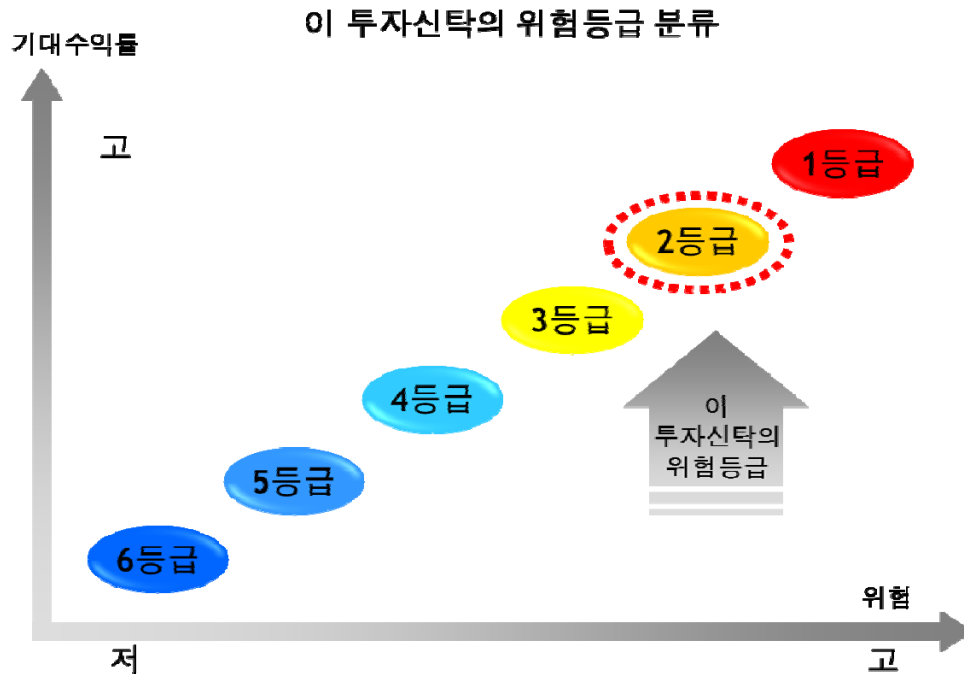 이 투자신탁의 위험등급 분류
기대수익률
고
1등급
2등급
3등급
4등급
이
투자신탁의
위험등급
5등급
6등급
위험
저
고